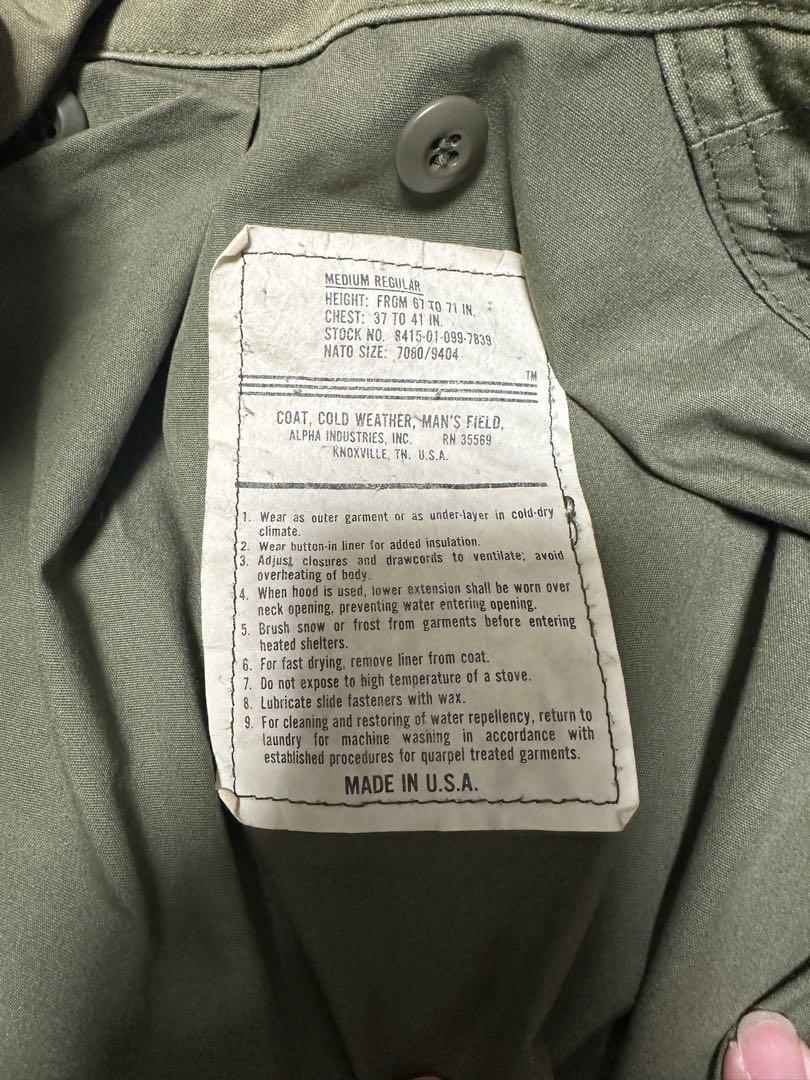 MEDIUM REGULAR
HEIGHT: FROM 67 TO 71 IN.
CHEST: 37 TO 41 IN.
STOCK NO. 8415-01-099-7839
NATO SIZE: 7080/9404
TM
COAT, COLD WEATHER, MAN'S FIELD,
ALPHA INDUSTRIES, INC. RN 35569
KNOXVILLE, TN. U.S.A.
1. Wear as outer garment or as under-layer in cold-dry
climate.
2. Wear button-in liner for added insulation.
3. Adjust closures and drawcords to ventilate; avoid
overheating of body.
4. When hood is used, lower extension shall be worn over
neck opening, preventing water entering opening.
5. Brush snow or frost from garments before entering
heated shelters.
6. For fast drying, remove liner from coat.
7. Do not expose to high temperature of a stove.
8. Lubricate slide fasteners with wax.
9. For cleaning and restoring of water repellency, return to
laundry for machine washing in accordance with
established procedures for quarpel treated garments.
MADE IN U.S.A.